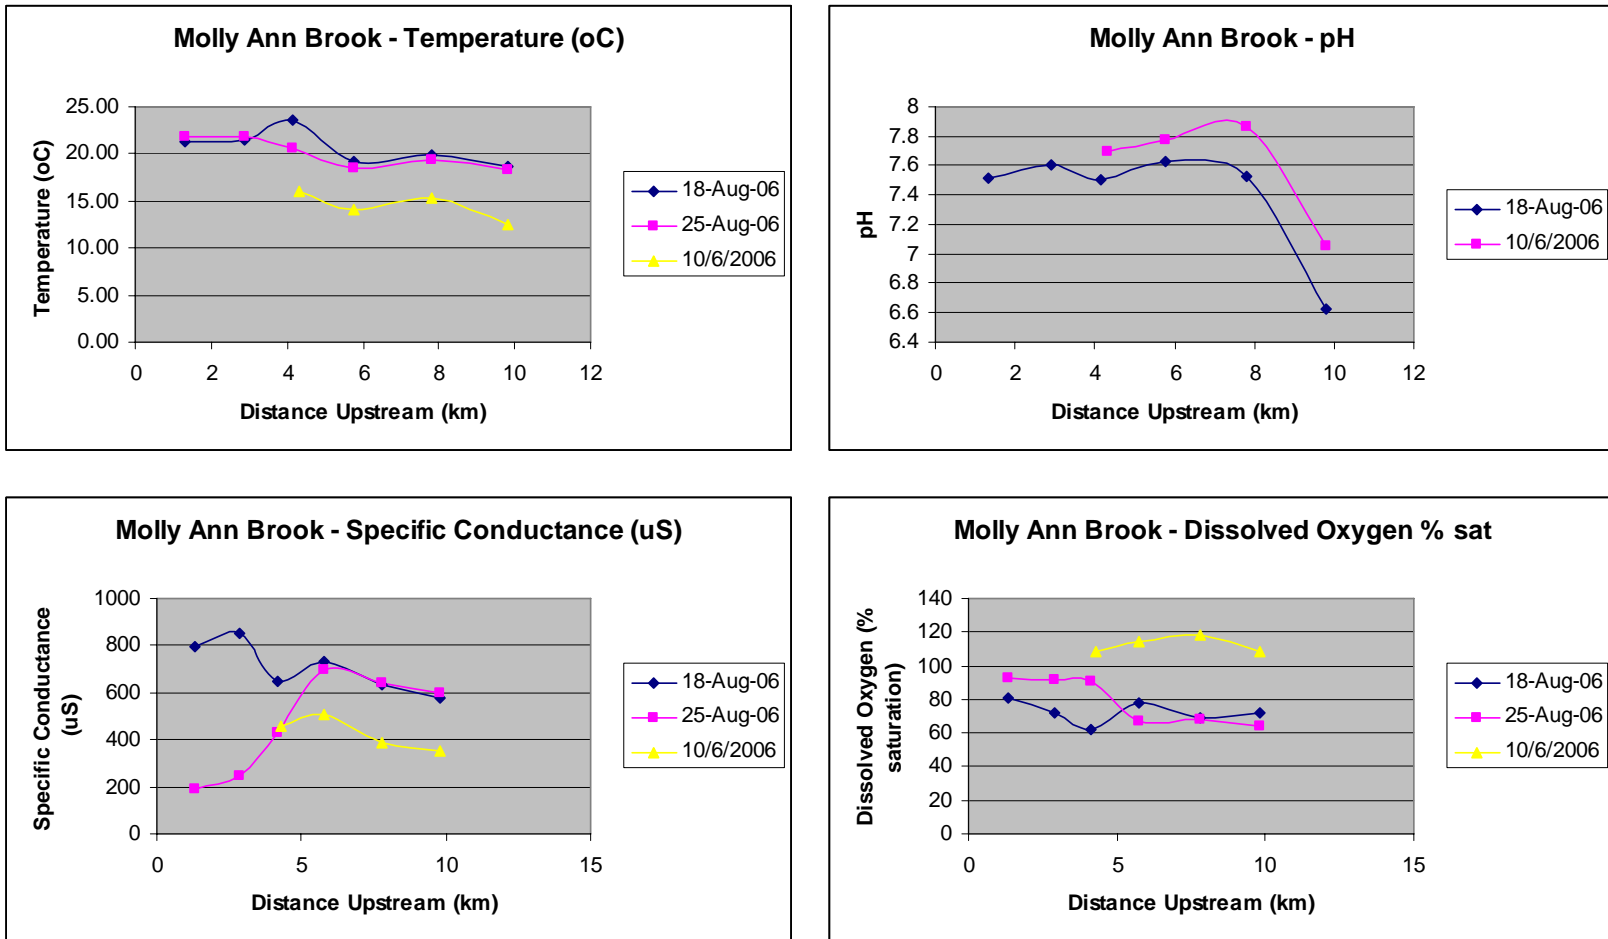 Molly Ann Brook - Temperature (oC)
25.00
20.00
15.00
10.00
5.00
0.00
Temperature (oC)
0 2 4 6 8 10 12
Distance Upstream (km)
18-Aug-06
25-Aug-06
10/6/2006
Molly Ann Brook - pH
8
7.8
7.6
7.4
7.2
7
6.8
6.6
6.4
pH
0 2 4 6 8 10 12
Distance Upstream (km)
18-Aug-06
10/6/2006
Molly Ann Brook - Specific Conductance (uS)
1000
800
600
400
200
0
Specific Conductance
(uS)
0 5 10 15
Distance Upstream (km)
18-Aug-06
25-Aug-06
10/6/2006
Molly Ann Brook - Dissolved Oxygen % sat
140
120
100
80
60
40
20
0
Dissolved Oxygen (%
saturation)
0 5 10 15
Distance Upstream (km)
18-Aug-06
25-Aug-06
10/6/2006